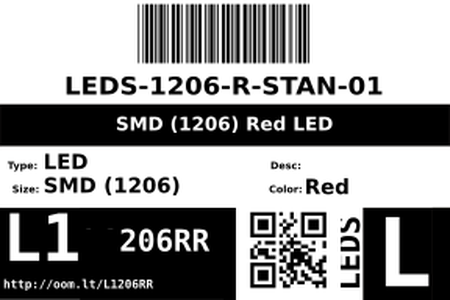 LEDS-1206-R-STAN-01
SMD (1206) Red LED
Type: LED
Desc:
Size: SMD (1206)
Color: Red
L1 206RR
http://oom.lt/L1206RR
LEDS
L